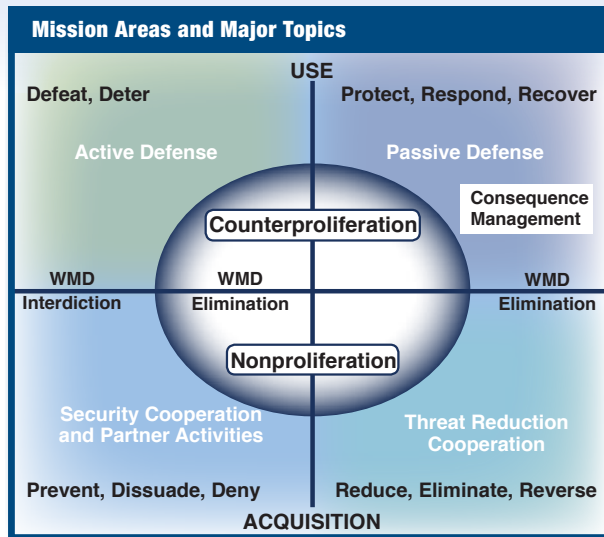 Mission Areas and Major Topics
USE
Defeat, Deter
Protect, Respond, Recover
Active Defense
Passive Defense
Consequence
Management
Counterproliferation
WMD
Interdiction
WMD
Elimination
WMD
Elimination
Nonproliferation
Security Cooperation
and Partner Activities
Threat Reduction
Cooperation
Prevent, Dissuade, Deny
Reduce, Eliminate, Reverse
ACQUISITION